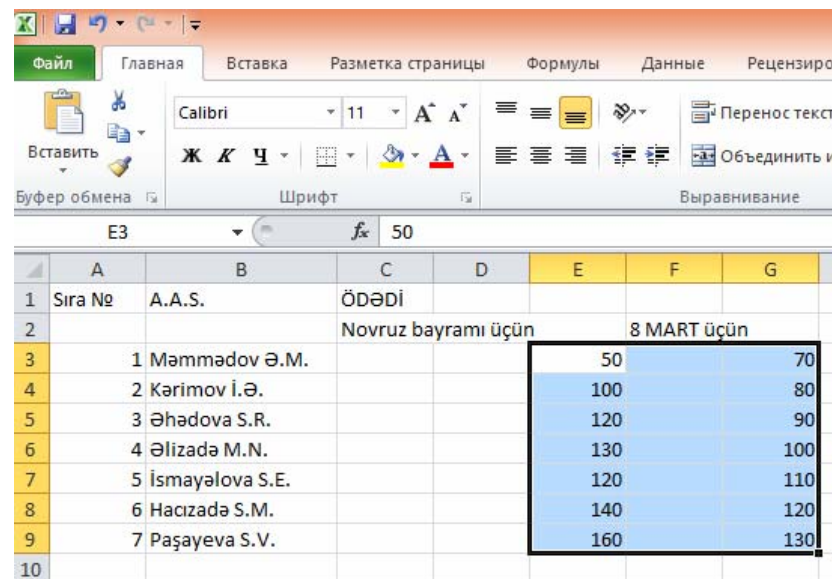 Файл Главная Вставка Разметка страницы Формулы Данные Рецензиро
Calibri 11 A A Перенос текст
Вставить Ж К Ч А Объединить и
Буфер обмена Шрифт Выравнивание
E3 fx 50
A B C D E F G
1 Sıra № A.A.S. ÖDƏDİ
2 Novruz bayramı üçün 8 MART üçün
3 1 Məmmədov Ə.M. 50 70
4 2 Kərimov İ.Ə. 100 80
5 3 Əhədova S.R. 120 90
6 4 Əlizadə M.N. 130 100
7 5 İsmayəlova S.E. 120 110
8 6 Hacızadə S.M. 140 120
9 7 Paşayeva S.V. 160 130
10